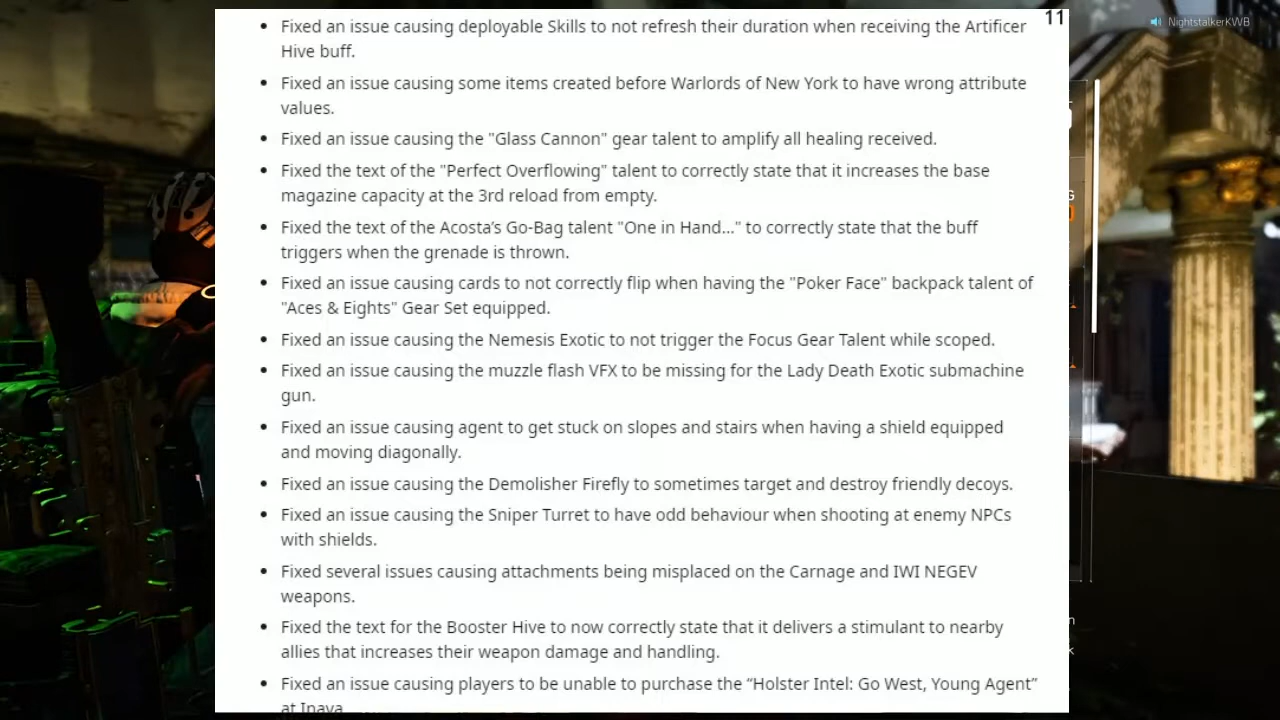 11
NightstalkerKWB
Fixed an issue causing deployable Skills to not refresh their duration when receiving the Artificer
Hive buff.
Fixed an issue causing some items created before Warlords of New York to have wrong attribute
values.
Fixed an issue causing the "Glass Cannon" gear talent to amplify all healing received.
Fixed the text of the "Perfect Overflowing" talent to correctly state that it increases the base
magazine capacity at the 3rd reload from empty.
Fixed the text of the Acosta’s Go-Bag talent "One in Hand…" to correctly state that the buff
triggers when the grenade is thrown.
Fixed an issue causing cards to not correctly flip when having the "Poker Face" backpack talent of
"Aces & Eights" Gear Set equipped.
Fixed an issue causing the Nemesis Exotic to not trigger the Focus Gear Talent while scoped.
Fixed an issue causing the muzzle flash VFX to be missing for the Lady Death Exotic submachine
gun.
Fixed an issue causing agent to get stuck on slopes and stairs when having a shield equipped
and moving diagonally.
Fixed an issue causing the Demolisher Firefly to sometimes target and destroy friendly decoys.
Fixed an issue causing the Sniper Turret to have odd behaviour when shooting at enemy NPCs
with shields.
Fixed several issues causing attachments being misplaced on the Carnage and IWI NEGEV
weapons.
Fixed the text for the Booster Hive to now correctly state that it delivers a stimulant to nearby
allies that increases their weapon damage and handling.
Fixed an issue causing players to be unable to purchase the “Holster Intel: Go West, Young Agent”
at Inaya